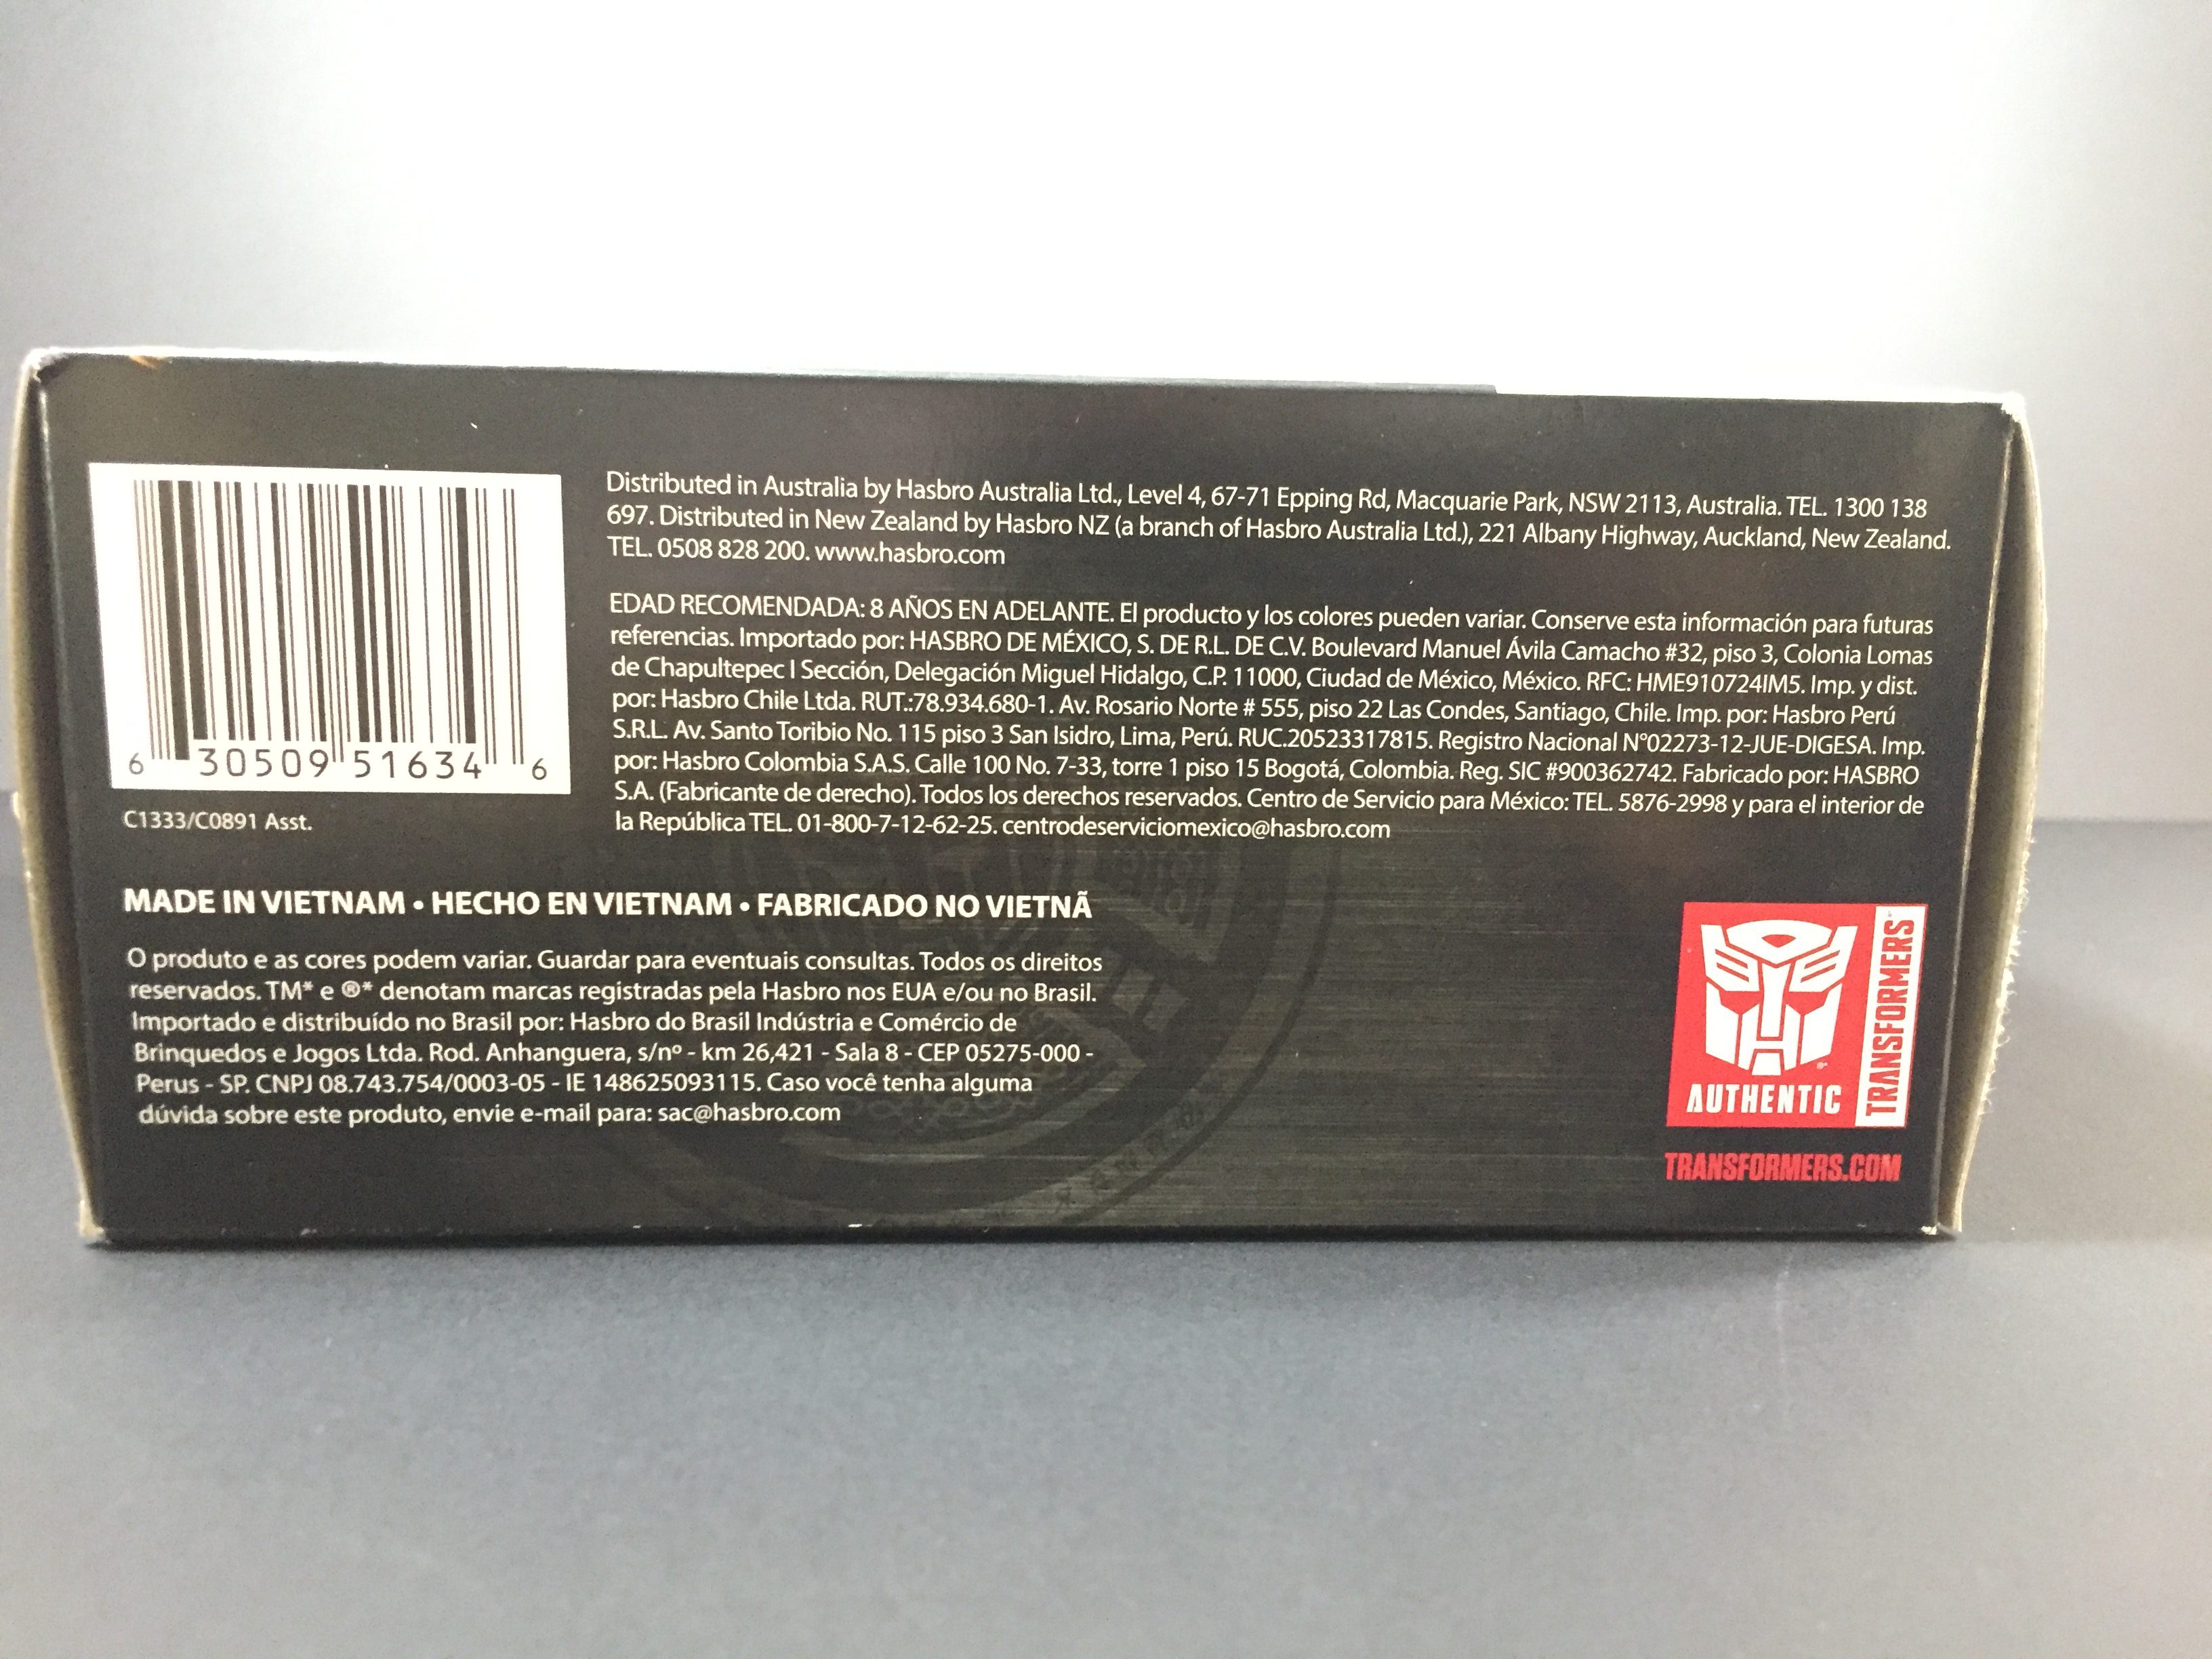 Distributed in Australia by Hasbro Australia Ltd., Level 4, 67-71 Epping Rd, Macquarie Park, NSW 2113, Australia. TEL. 1300 138
697. Distributed in New Zealand by Hasbro NZ (a branch of Hasbro Australia Ltd.), 221 Albany Highway, Auckland, New Zealand.
TEL. 0508 828 200. www.hasbro.com
EDAD RECOMENDADA: 8 AÑOS EN ADELANTE. El producto y los colores pueden variar. Conserve esta información para futuras
referencias. Importado por: HASBRO DE MÉXICO, S. DE R.L. DE C.V. Boulevard Manuel Ávila Camacho #32, piso 3, Colonia Lomas
de Chapultepec I Sección, Delegación Miguel Hidalgo, C.P. 11000, Ciudad de México, México. RFC: HME910724IM5. Imp. y dist.
por: Hasbro Chile Ltda. RUT.:78.934.680-1. Av. Rosario Norte # 555, piso 22 Las Condes, Santiago, Chile. Imp. por: Hasbro Perú
S.R.L. Av. Santo Toribio No. 115 piso 3 San Isidro, Lima, Perú. RUC.20523317815. Registro Nacional N°02273-12-JUE-DIGESA. Imp.
por: Hasbro Colombia S.A.S. Calle 100 No. 7-33, torre 1 piso 15 Bogotá, Colombia. Reg. SIC #900362742. Fabricado por: HASBRO
S.A. (Fabricante de derecho). Todos los derechos reservados. Centro de Servicio para México: TEL. 5876-2998 y para el interior de
la República TEL. 01-800-7-12-62-25. centrodeserviciomexico@hasbro.com
6 30509 51634 6
C1333/C0891 Asst.
MADE IN VIETNAM • HECHO EN VIETNAM • FABRICADO NO VIETNÃ
O produto e as cores podem variar. Guardar para eventuais consultas. Todos os direitos
reservados. TM* e ®* denotam marcas registradas pela Hasbro nos EUA e/ou no Brasil.
Importado e distribuído no Brasil por: Hasbro do Brasil Indústria e Comércio de
Brinquedos e Jogos Ltda. Rod. Anhanguera, s/nº - km 26,421 - Sala 8 - CEP 05275-000 -
Perus - SP. CNPJ 08.743.754/0003-05 - IE 148625093115. Caso você tenha alguma
dúvida sobre este produto, envie e-mail para: sac@hasbro.com
AUTHENTIC
TRANSFORMERS
TRANSFORMERS.COM